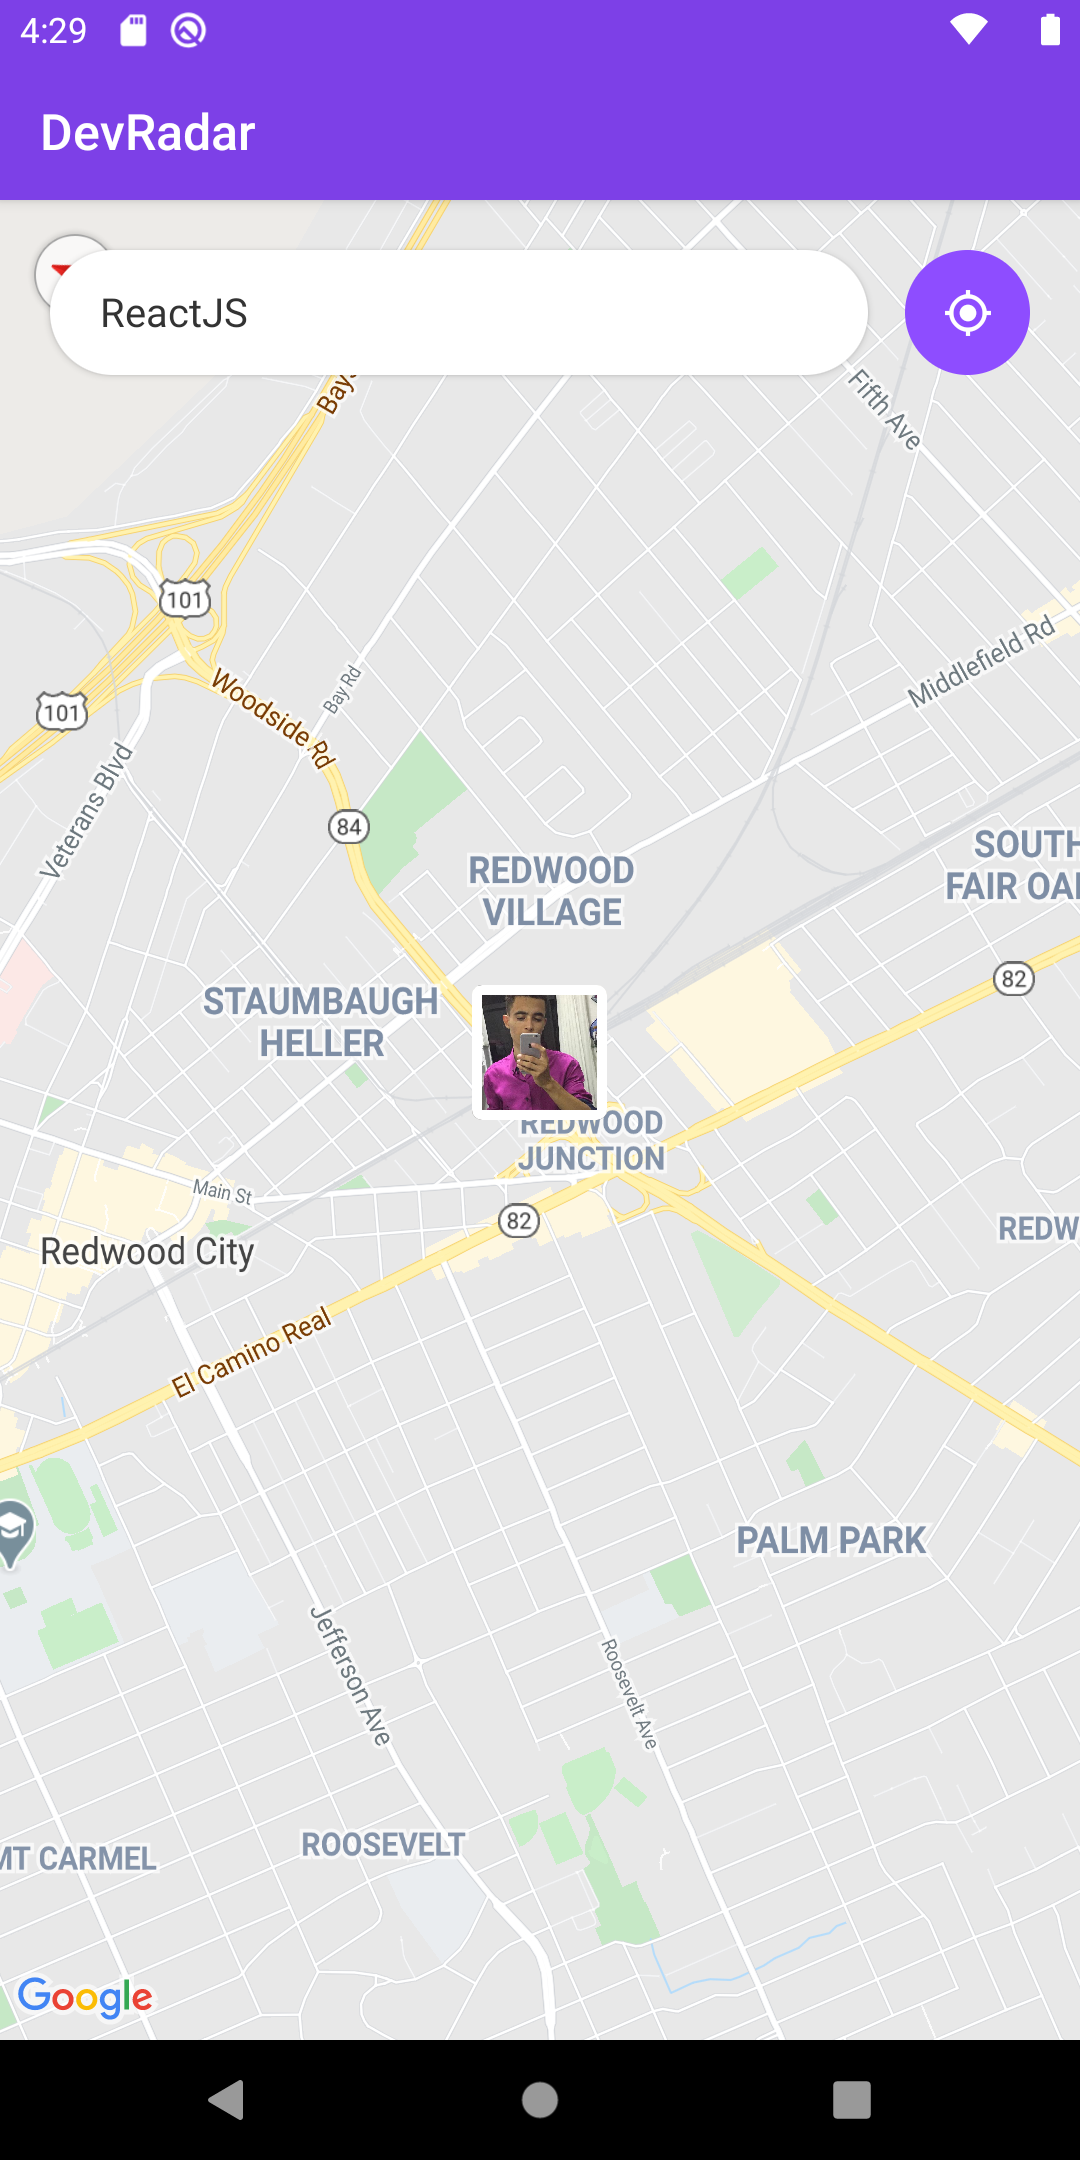 4:29
DevRadar
ReactJS
Bays
Fifth Ave
101
Middlefield Rd
Bay Rd
Woodside Rd
101
Veterans Blvd
84
SOUTH
FAIR OA
REDWOOD
VILLAGE
82
STAUMBAUGH
HELLER
REDWOOD
JUNCTION
Main St
82
REDW
Redwood City
El Camino Real
PALM PARK
Jefferson Ave
Roosevelt Ave
ROOSEVELT
MT CARMEL
Google